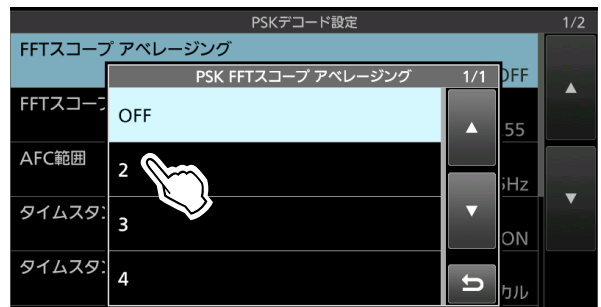 PSKデコード設定 1/2
FFTスコープ アベレージング
OFF
PSK FFTスコープ アベレージング 1/1
OFF
FFTスコープ
55
2
AFC範囲
Hz
3
タイムスタン
ON
4
タイムスタン
カル